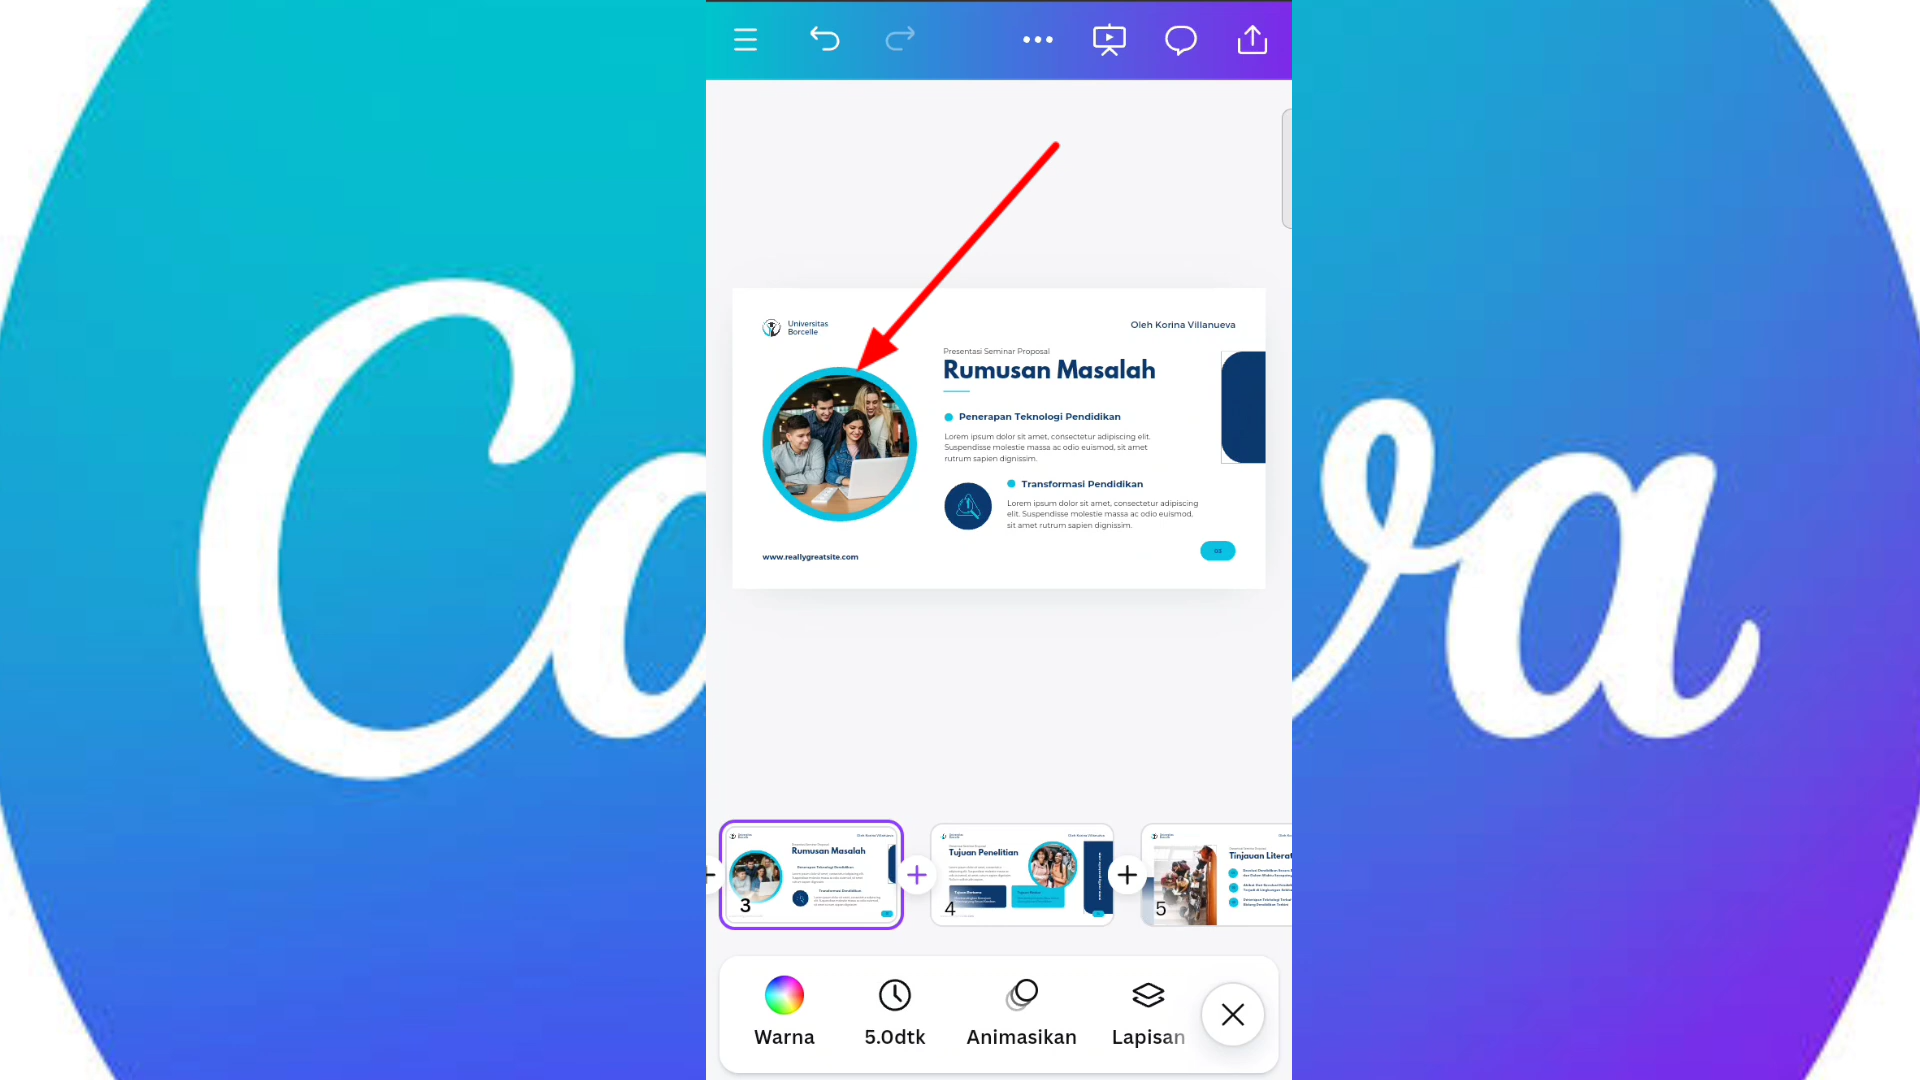 Ca va
Universitas
Borcelle
Oleh Korina Villanueva
Presentasi Seminar Proposal
Rumusan Masalah
Penerapan Teknologi Pendidikan
Lorem ipsum dolor sit amet, consectetur adipiscing elit.
Suspendisse molestie massa ac odio euismod, sit amet
rutrum sapien dignissim.
Transformasi Pendidikan
Lorem ipsum dolor sit amet, consectetur adipiscing
elit. Suspendisse molestie massa ac odio euismod,
sit amet rutrum sapien dignissim.
www.reallygreatsite.com
03
Rumusan Masalah
3
Tujuan Penelitian
4
Tinjauan Literat
5
Warna
5.0dtk
Animasikan
Lapisan